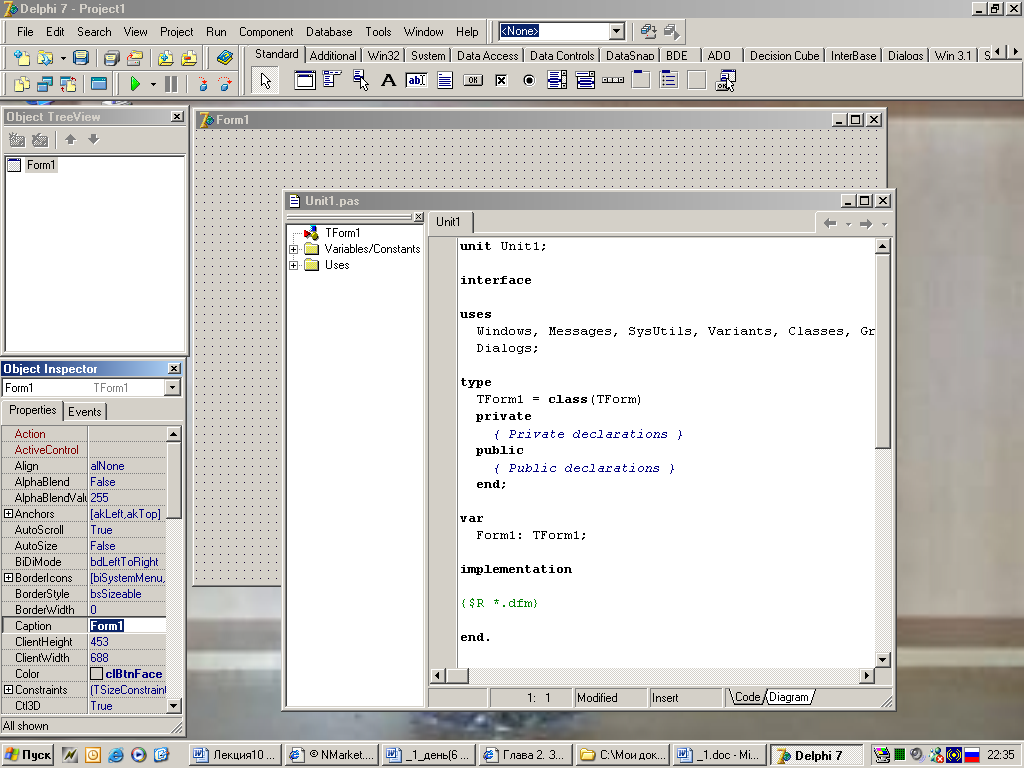 Delphi 7 - Project1
File Edit Search View Project Run Component Database Tools Window Help <None>
Standard Additional Win32 System Data Access Data Controls DataSnap BDE ADO Decision Cube InterBase Dialogs Win 3.1 S
Object TreeView
Form1
Form1
Unit1.pas
TForm1
Variables/Constants
Uses
Unit1
unit Unit1;
interface
uses
Windows, Messages, SysUtils, Variants, Classes, Gr
Dialogs;
type
TForm1 = class(TForm)
private
{ Private declarations }
public
{ Public declarations }
end;
var
Form1: TForm1;
implementation
{$R *.dfm}
end.
1: 1 Modified Insert Code Diagram
Object Inspector
Form1 TForm1
Properties Events
Action
ActiveControl
Align alNone
AlphaBlend False
AlphaBlendValu 255
Anchors [akLeft,akTop]
AutoScroll True
AutoSize False
BiDiMode bdLeftToRight
BorderIcons [biSystemMenu,
BorderStyle bsSizeable
BorderWidth 0
Caption Form1
ClientHeight 453
ClientWidth 688
Color clBtnFace
Constraints (TSizeConstraint
Ctl3D True
All shown
Пуск Лекция10 ... © NMarket.... _1_день(6 ... Глава 2. З... C:\Мои док... _1.doc - Mi... Delphi 7 22:35